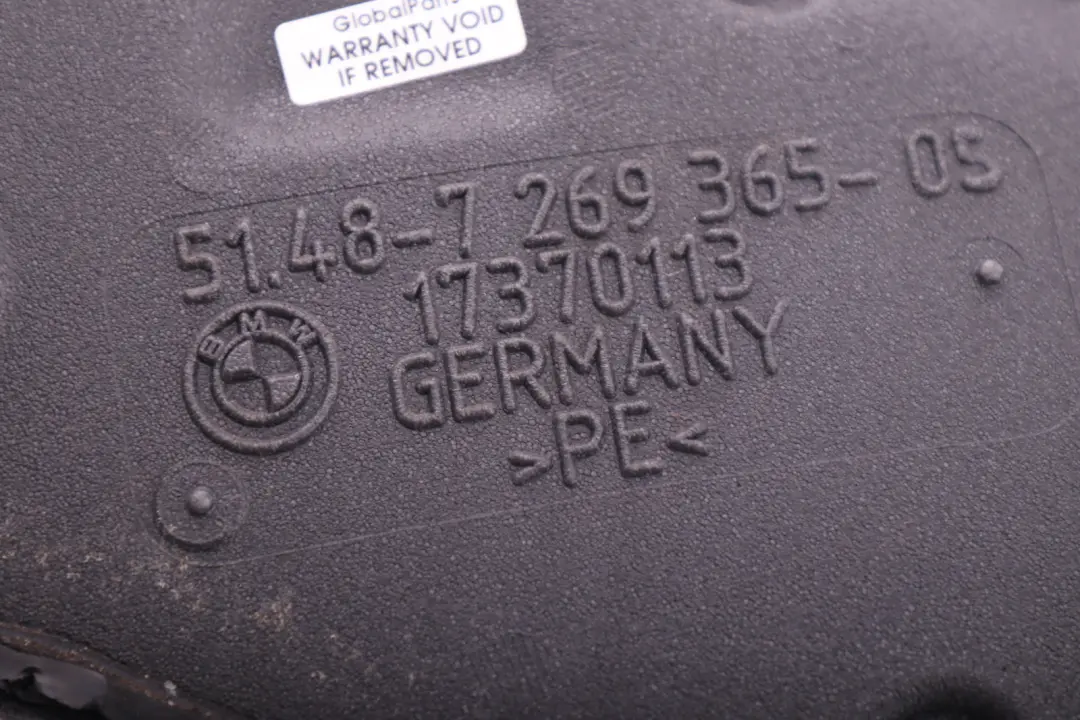 GlobalParts
WARRANTY VOID
IF REMOVED
51.48-7 269 365-05
17370113
BMW
GERMANY
>PE<